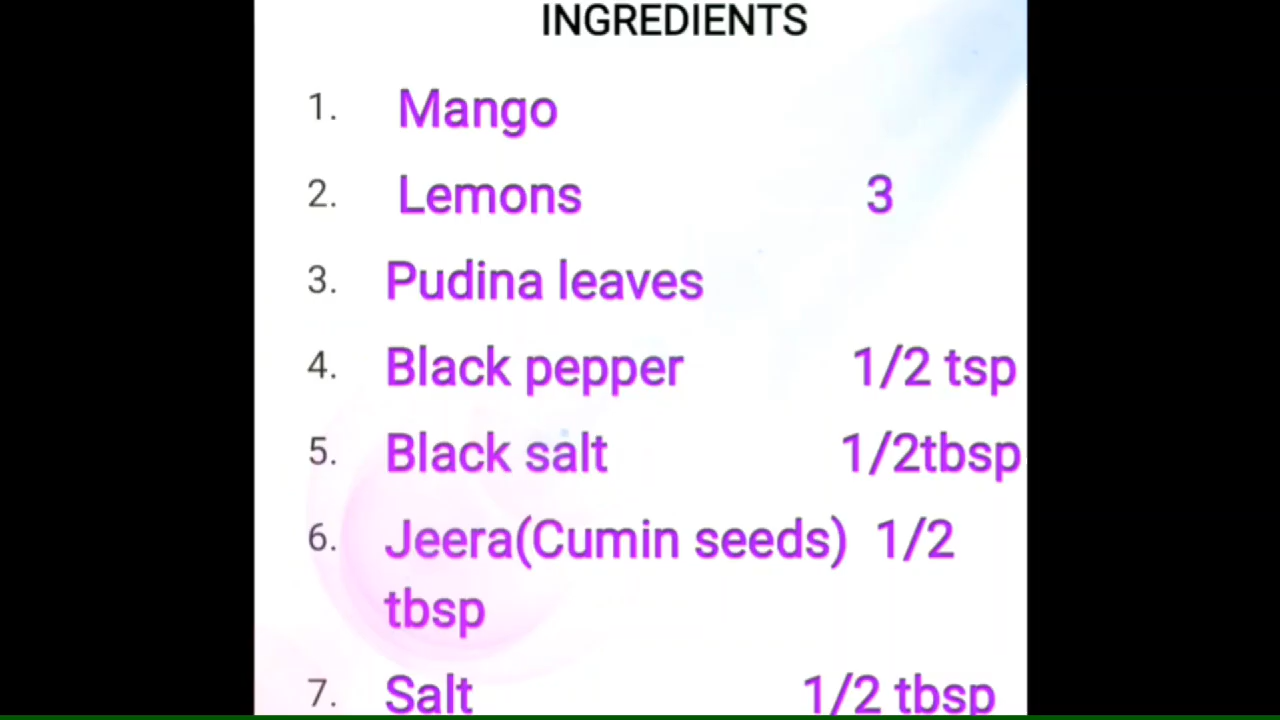 INGREDIENTS
1. Mango
2. Lemons 3
3. Pudina leaves
4. Black pepper 1/2 tsp
5. Black salt 1/2tbsp
6. Jeera(Cumin seeds) 1/2
tbsp
7. Salt 1/2 tbsp